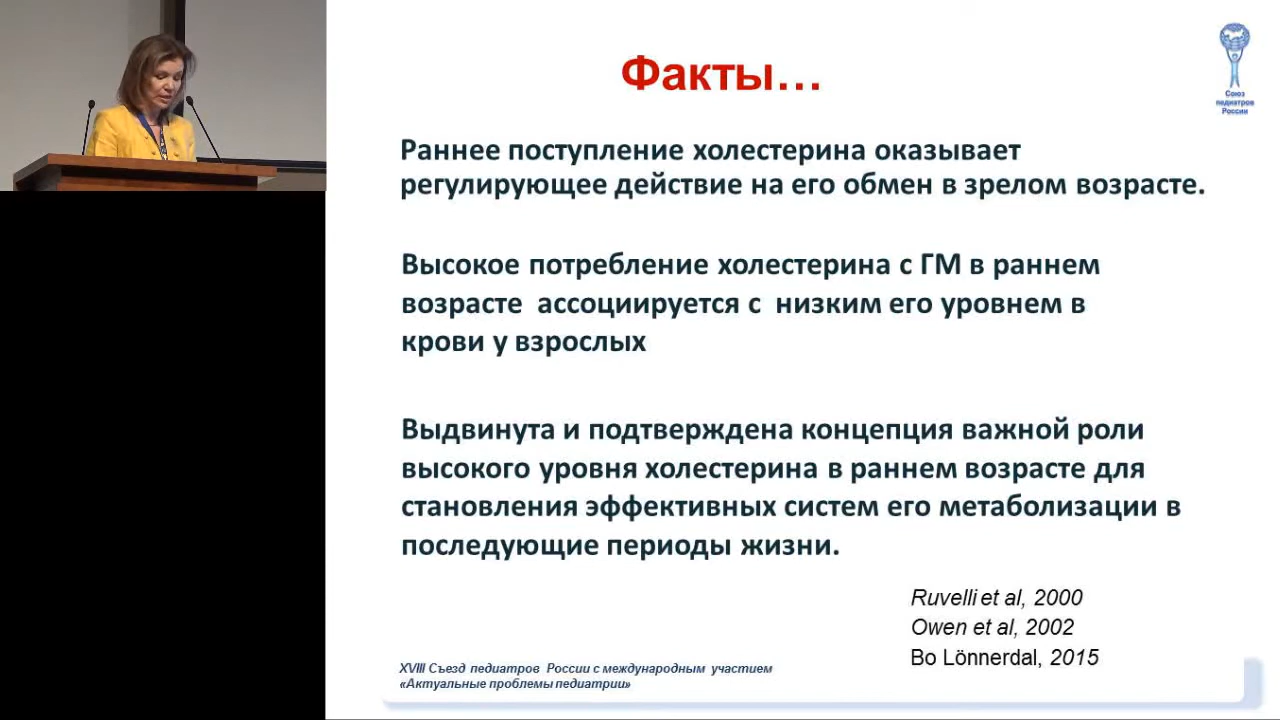 Факты...
Союз
педиатров
России
Раннее поступление холестерина оказывает
регулирующее действие на его обмен в зрелом возрасте.
Высокое потребление холестерина с ГМ в раннем
возрасте ассоциируется с низким его уровнем в
крови у взрослых
Выдвинута и подтверждена концепция важной роли
высокого уровня холестерина в раннем возрасте для
становления эффективных систем его метаболизации в
последующие периоды жизни.
Ruvelli et al, 2000
Owen et al, 2002
Bo Lönnerdal, 2015
XVIII Съезд педиатров России с международным участием
«Актуальные проблемы педиатрии»